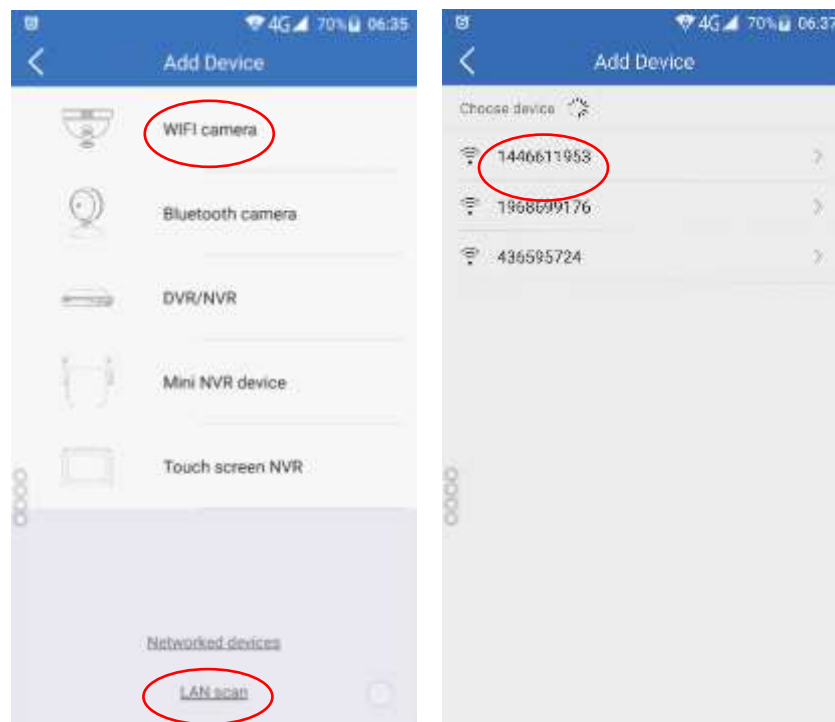 4G 70% 06:35
Add Device
WIFI camera
Bluetooth camera
DVR/NVR
Mini NVR device
Touch screen NVR
Networked devices
LAN scan
4G 70% 06:37
Add Device
Choose device
1446611953
1968699176
436595724